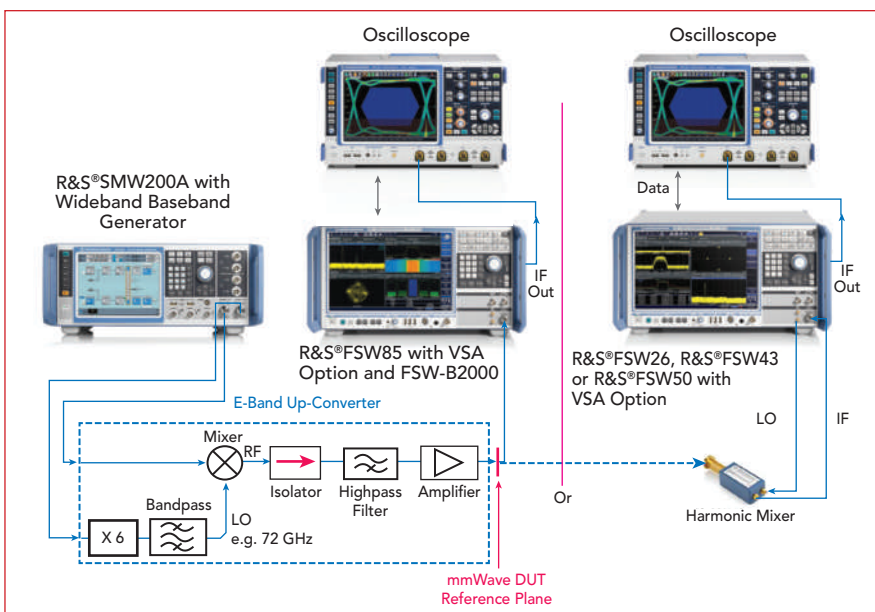 Oscilloscope
Oscilloscope
R&S®SMW200A with
Wideband Baseband
Generator
Data
IF
Out
IF
Out
R&S®FSW85 with VSA
Option and FSW-B2000
R&S®FSW26, R&S®FSW43
or R&S®FSW50 with
VSA Option
E-Band Up-Converter
LO
IF
Mixer
RF
Isolator
Highpass
Filter
Amplifier
Or
Harmonic Mixer
X 6
Bandpass
LO
e.g. 72 GHz
mmWave DUT
Reference Plane